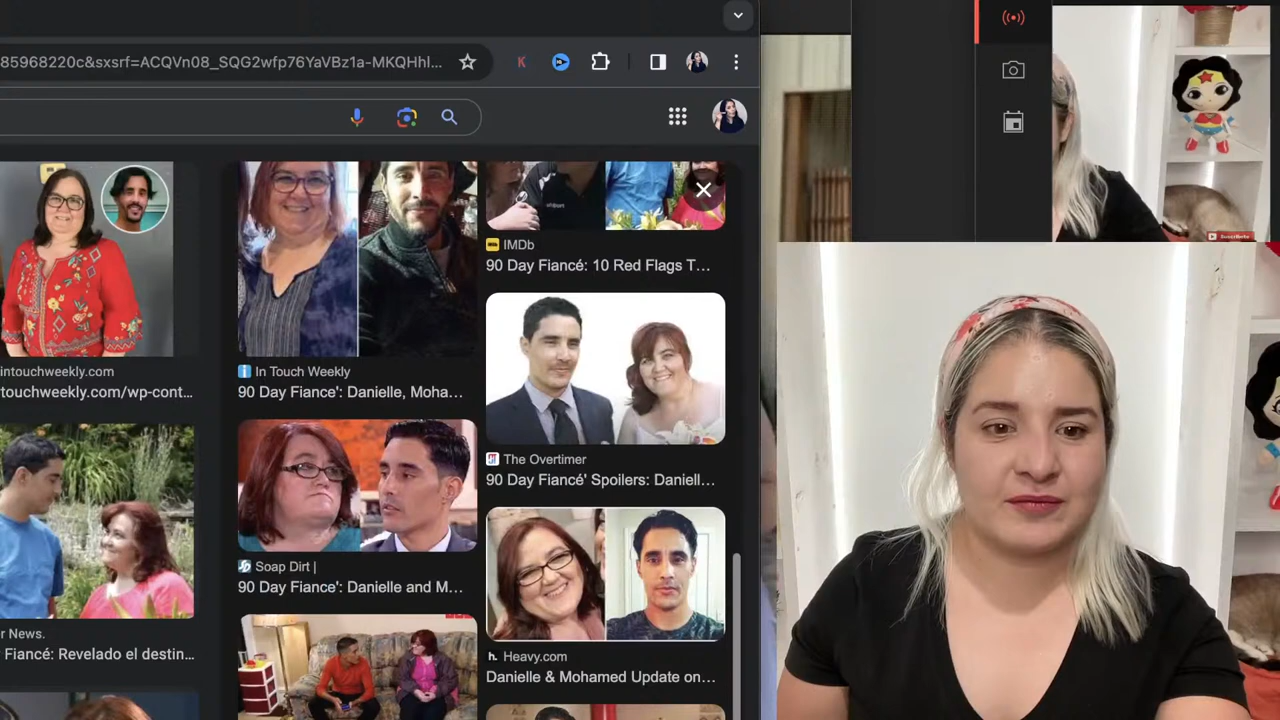 85968220c&sxsrf=ACQVn08_SQG2wfp76YaVBz1a-MKQHhl...
intouchweekly.com
touchweekly.com/wp-cont...
r News.
Fiancé: Revelado el destin...
In Touch Weekly
90 Day Fiance': Danielle, Moha...
Soap Dirt |
90 Day Fiance': Danielle and M...
IMDb
90 Day Fiancé: 10 Red Flags T...
The Overtimer
90 Day Fiancé' Spoilers: Daniell...
h. Heavy.com
Danielle & Mohamed Update on...